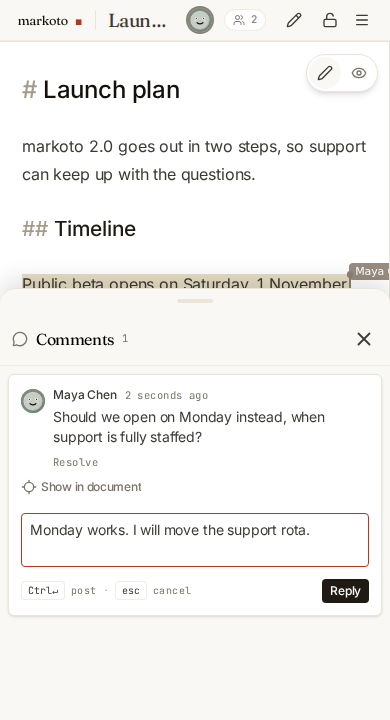 markoto
Laun...
2
# Launch plan
markoto 2.0 goes out in two steps, so support
can keep up with the questions.
## Timeline
Maya
Public beta opens on Saturday, 1 November
Comments 1
Maya Chen 2 seconds ago
Should we open on Monday instead, when
support is fully staffed?
Resolve
Show in document
Monday works. I will move the support rota.
Ctrl↵ post · esc cancel
Reply